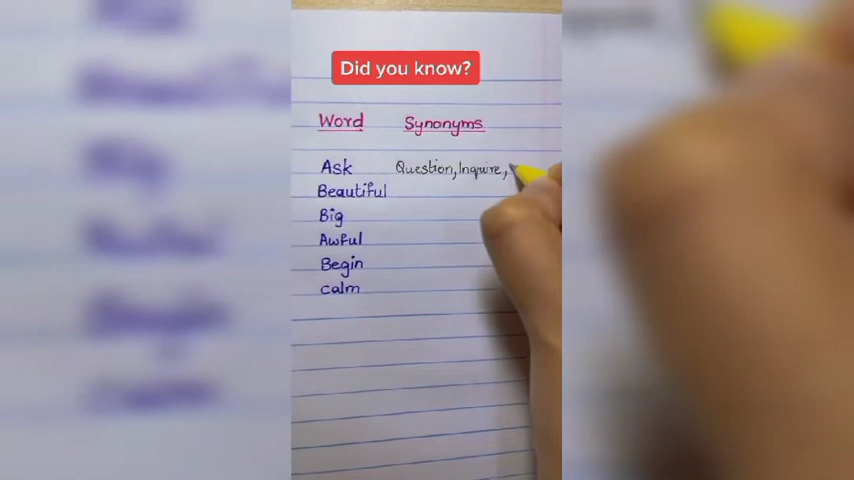 Did you know?
Word Synonyms
Ask Question, Inquire,
Beautiful
Big
Awful
Begin
calm